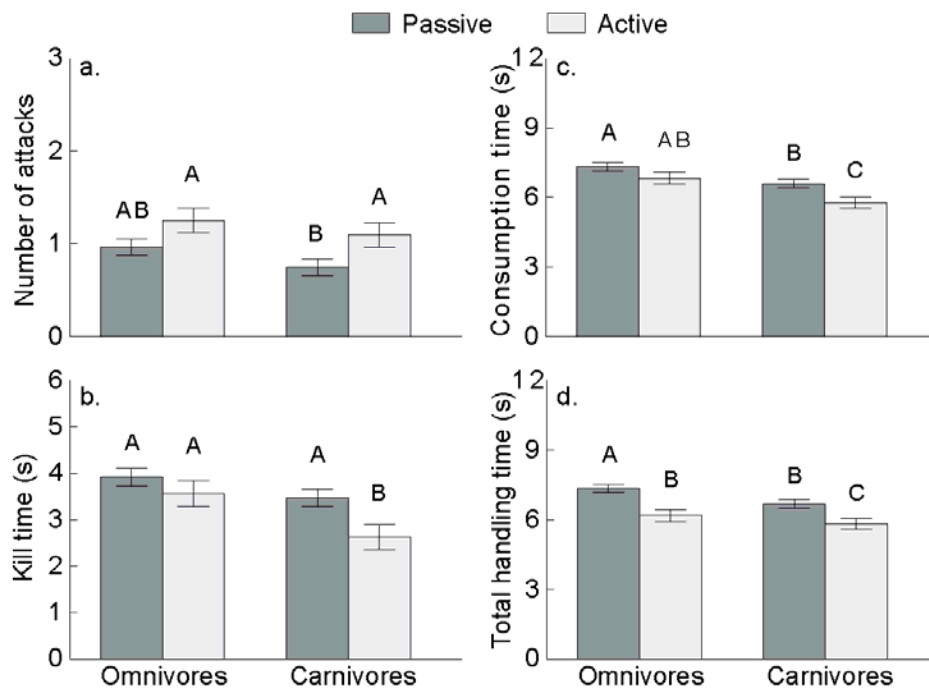 Passive Active
a.
Number of attacks
3
2
1
0
AB A B A
c.
Consumption time (s)
12
9
6
3
0
A AB B C
b.
Kill time (s)
6
5
4
3
2
1
0
A A A B
Omnivores Carnivores
d.
Total handling time (s)
12
9
6
3
0
A B B C
Omnivores Carnivores